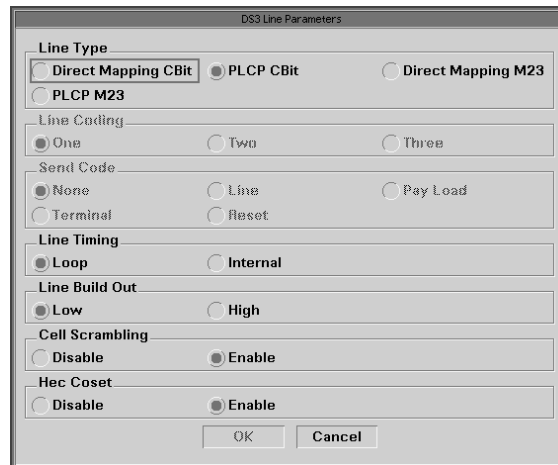 DS3 Line Parameters
Line Type
Direct Mapping CBit PLCP CBit Direct Mapping M23
PLCP M23
Line Coding
One Two Three
Send Code
None Line Pay Load
Terminal Reset
Line Timing
Loop Internal
Line Build Out
Low High
Cell Scrambling
Disable Enable
Hec Coset
Disable Enable
OK Cancel